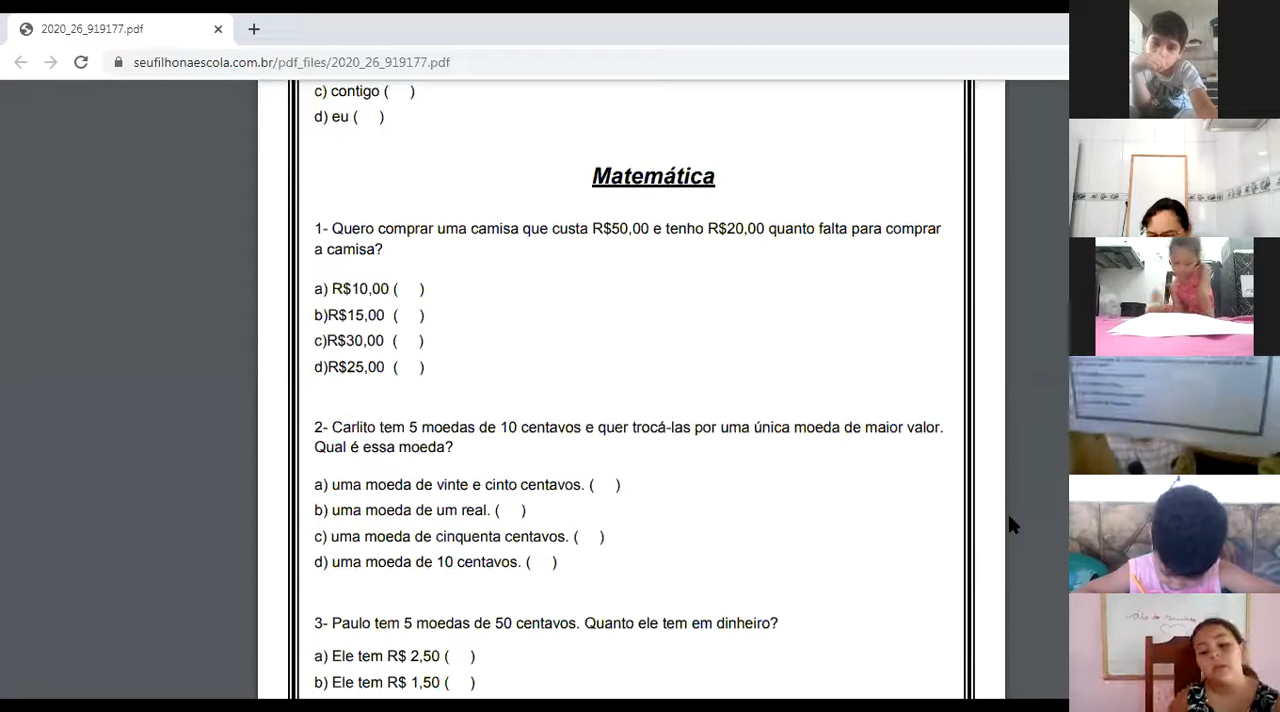 2020_26_919177.pdf
seufilhonaescola.com.br/pdf_files/2020_26_919177.pdf
c) contigo (    )
d) eu (    )
Matemática
1- Quero comprar uma camisa que custa R$50,00 e tenho R$20,00 quanto falta para comprar
a camisa?
a) R$10,00 (    )
b)R$15,00 (    )
c)R$30,00 (    )
d)R$25,00 (    )
2- Carlito tem 5 moedas de 10 centavos e quer trocá-las por uma única moeda de maior valor.
Qual é essa moeda?
a) uma moeda de vinte e cinto centavos. (    )
b) uma moeda de um real. (    )
c) uma moeda de cinquenta centavos. (    )
d) uma moeda de 10 centavos. (    )
3- Paulo tem 5 moedas de 50 centavos. Quanto ele tem em dinheiro?
a) Ele tem R$ 2,50 (    )
b) Ele tem R$ 1,50 (    )